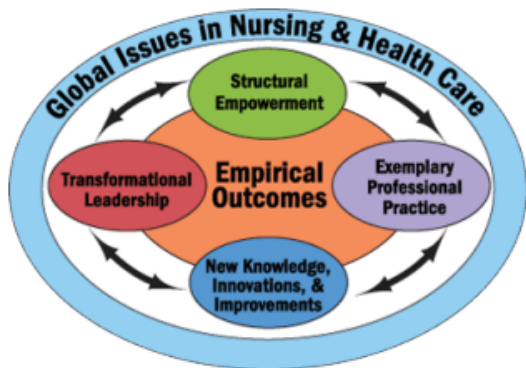 Global Issues in Nursing & Health Care
Structural
Empowerment
Transformational
Leadership
Empirical
Outcomes
Exemplary
Professional
Practice
New Knowledge,
Innovations, &
Improvements